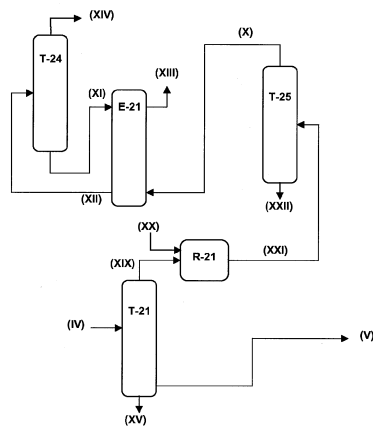 (XIV)
(X)
T-24
(XI)
E-21
(XIII)
T-25
(XII)
(XXII)
(XX)
(XIX)
R-21
(XXI)
T-21
(IV)
(V)
(XV)